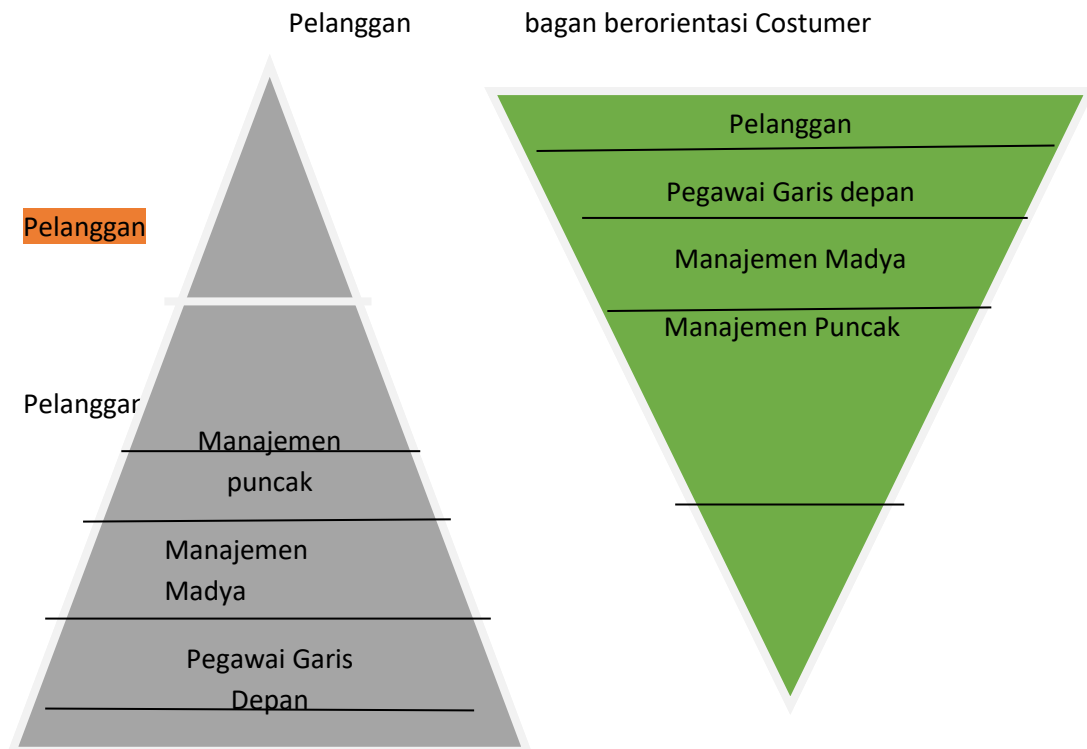 Pelanggan bagan berorientasi Costumer
Pelanggan
Pegawai Garis depan
Pelanggan
Manajemen Madya
Manajemen Puncak
Pelanggan
Manajemen
puncak
Manajemen
Madya
Pegawai Garis
Depan